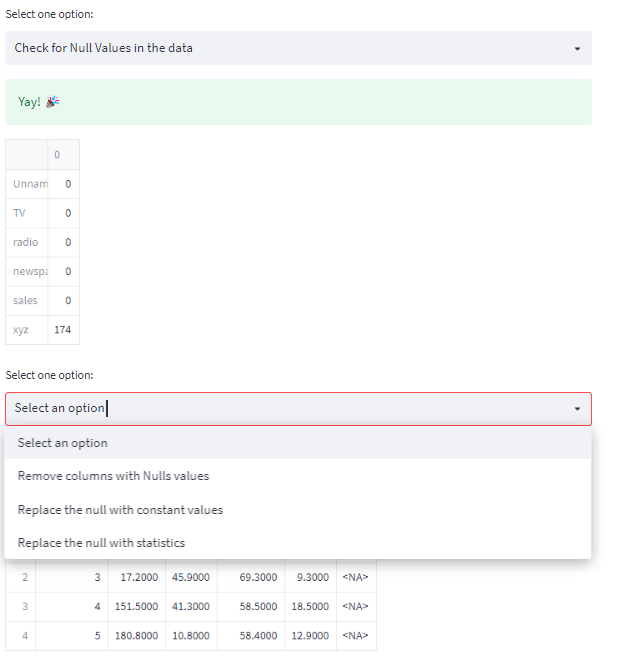 Select one option:
Check for Null Values in the data
Yay! 🎉
0
Unnam 0
TV 0
radio 0
newspa 0
sales 0
xyz 174
Select one option:
Select an option
Select an option
Remove columns with Nulls values
Replace the null with constant values
Replace the null with statistics
2 3 17.2000 45.9000 69.3000 9.3000 <NA>
3 4 151.5000 41.3000 58.5000 18.5000 <NA>
4 5 180.8000 10.8000 58.4000 12.9000 <NA>